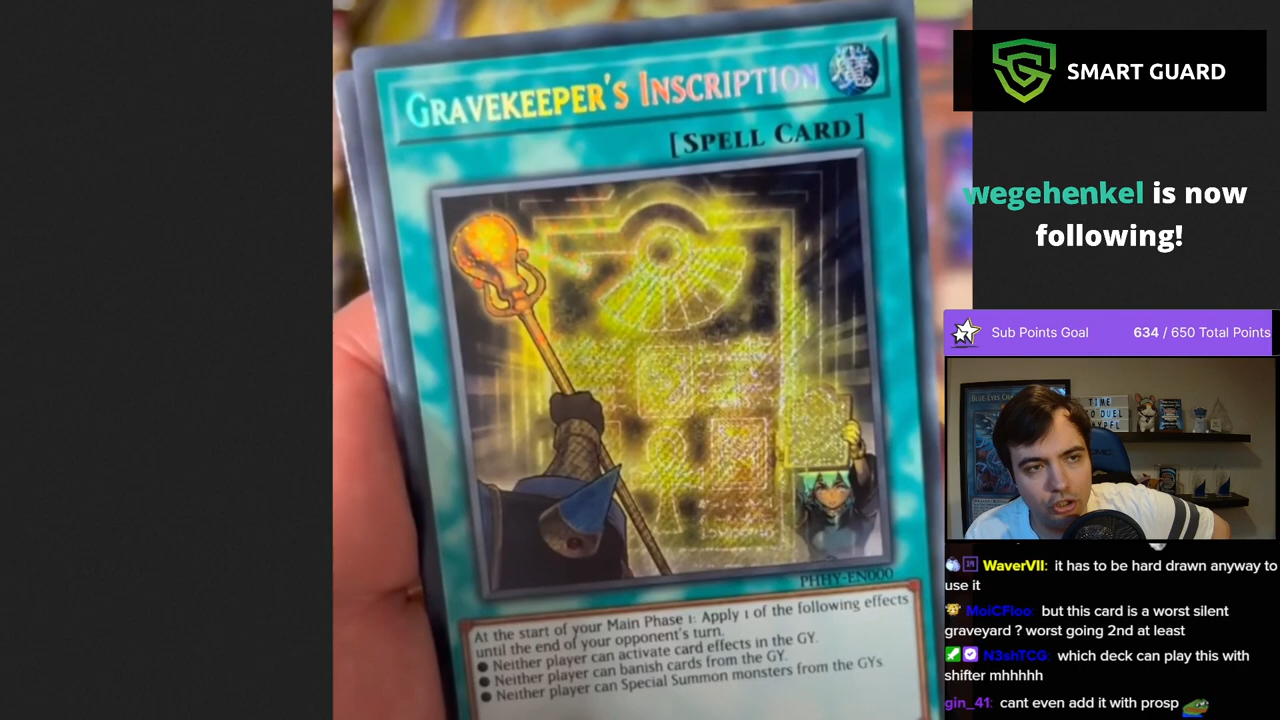 GRAVEKEEPER'S INSCRIPTION
[SPELL CARD]
PHHY-EN000
At the start of your Main Phase 1: Apply 1 of the following effects
until the end of your opponent's turn.
● Neither player can activate card effects in the GY.
● Neither player can banish cards from the GY.
● Neither player can Special Summon monsters from the GYs
SMART GUARD
wegehenkel is now
following!
Sub Points Goal 634 / 650 Total Points
BLUE-EYES
TIME
TO DUEL
WaverVII: it has to be hard drawn anyway to
use it
MoiCFloo: but this card is a worst silent
graveyard ? worst going 2nd at least
N3shTCG: which deck can play this with
shifter mhhhhh
gin_41: cant even add it with prosp